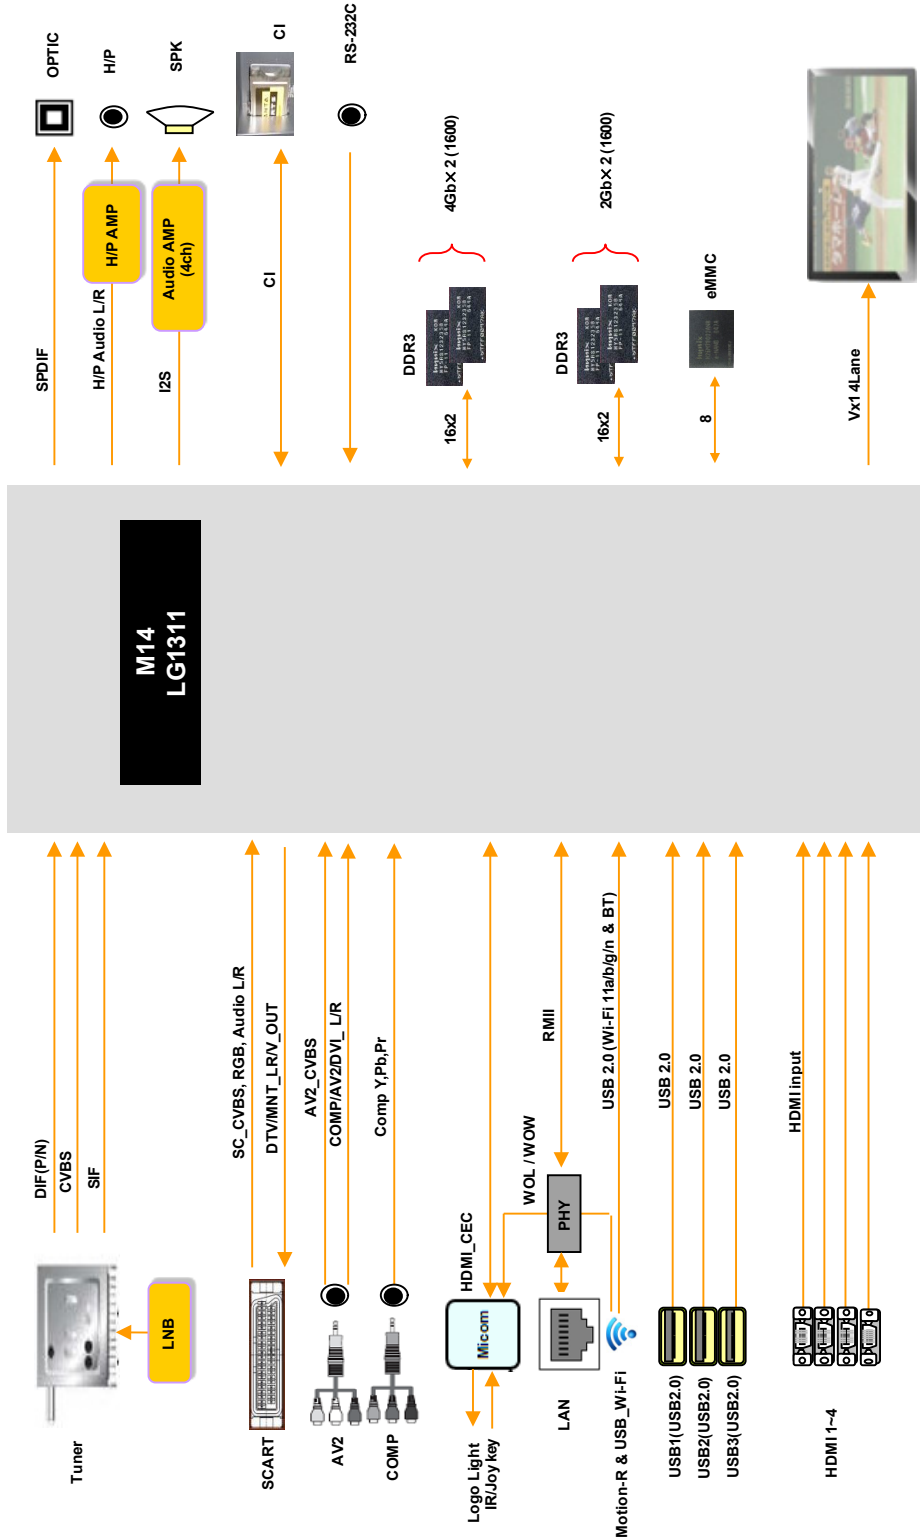 Tuner
LNB
DIF(P/N)
CVBS
SIF
SCART
SC_CVBS, RGB, Audio L/R
DTV/MNT_LR/V_OUT
AV2
AV2_CVBS
COMP/AV2/DVI_ L/R
COMP
Comp Y,Pb,Pr
Logo Light
IR/Joy key
Micom
HDMI_CEC
WOL / WOW
LAN
PHY
RMII
Motion-R & USB_Wi-Fi
USB 2.0 (Wi-Fi 11a/b/g/n & BT)
USB1(USB2.0)
USB 2.0
USB2(USB2.0)
USB 2.0
USB3(USB2.0)
USB 2.0
HDMI 1~4
HDMI input
M14
LG1311
SPDIF
OPTIC
H/P Audio L/R
H/P AMP
H/P
I2S
Audio AMP
(4ch)
SPK
CI
CI
RS-232C
16x2
DDR3
4Gb×2 (1600)
16x2
DDR3
2Gb×2 (1600)
8
eMMC
Vx1 4Lane